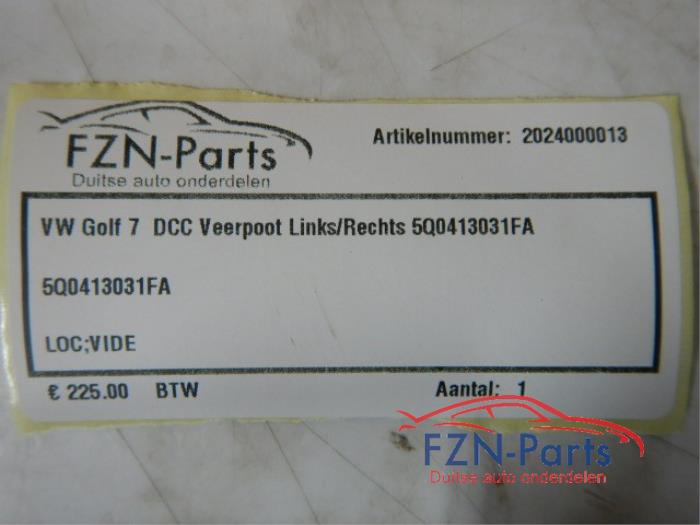 FZN-Parts
Duitse auto onderdelen
Artikelnummer: 2024000013
VW Golf 7 DCC Veerpoot Links/Rechts 5Q0413031FA
5Q0413031FA
LOC;VIDE
€ 225.00 BTW Aantal: 1
FZN-Parts
Duitse auto onderdelen